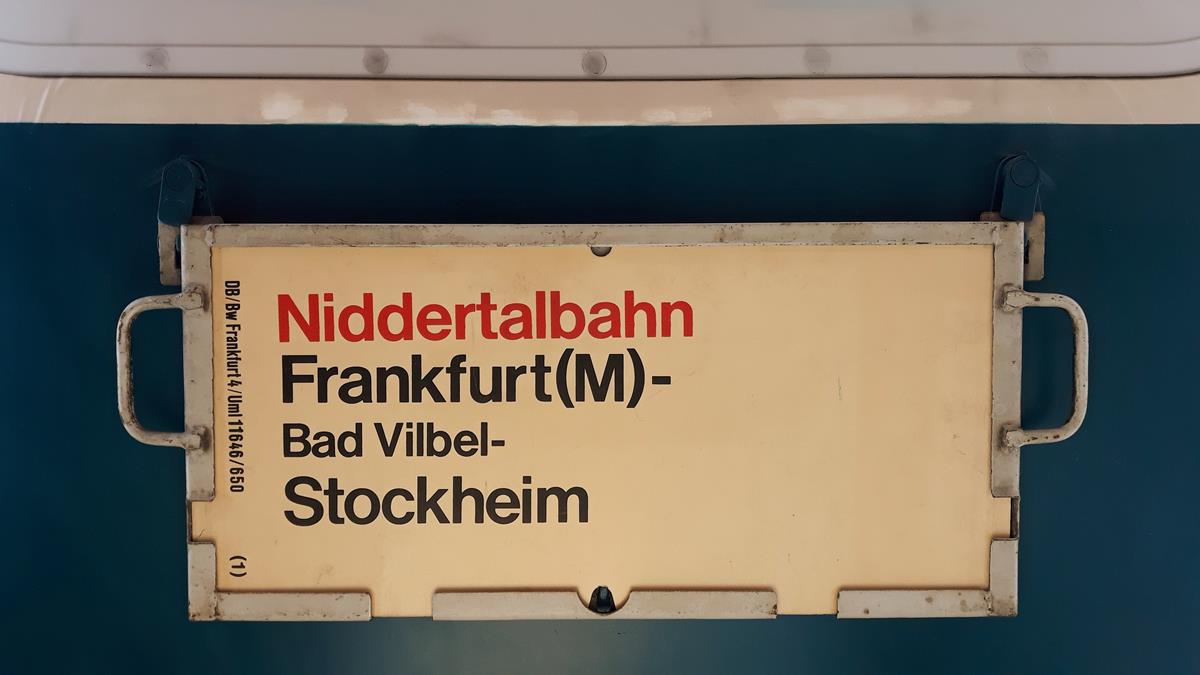 Niddertalbahn
Frankfurt(M)-
Bad Vilbel-
Stockheim
DB/Bw Frankfurt 4/Uml 11646/650
(1)